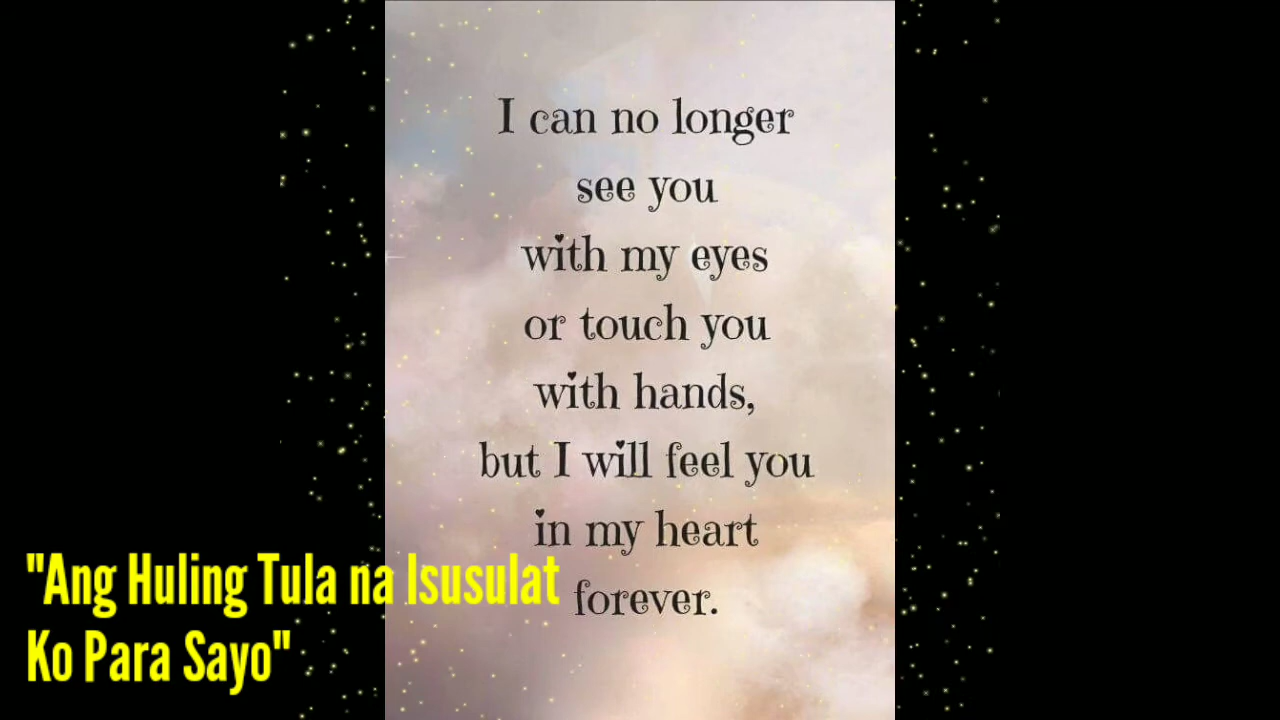 I can no longer
see you
with my eyes
or touch you
with hands,
but I will feel you
in my heart
forever.
"Ang Huling Tula na Isusulat
Ko Para Sayo"